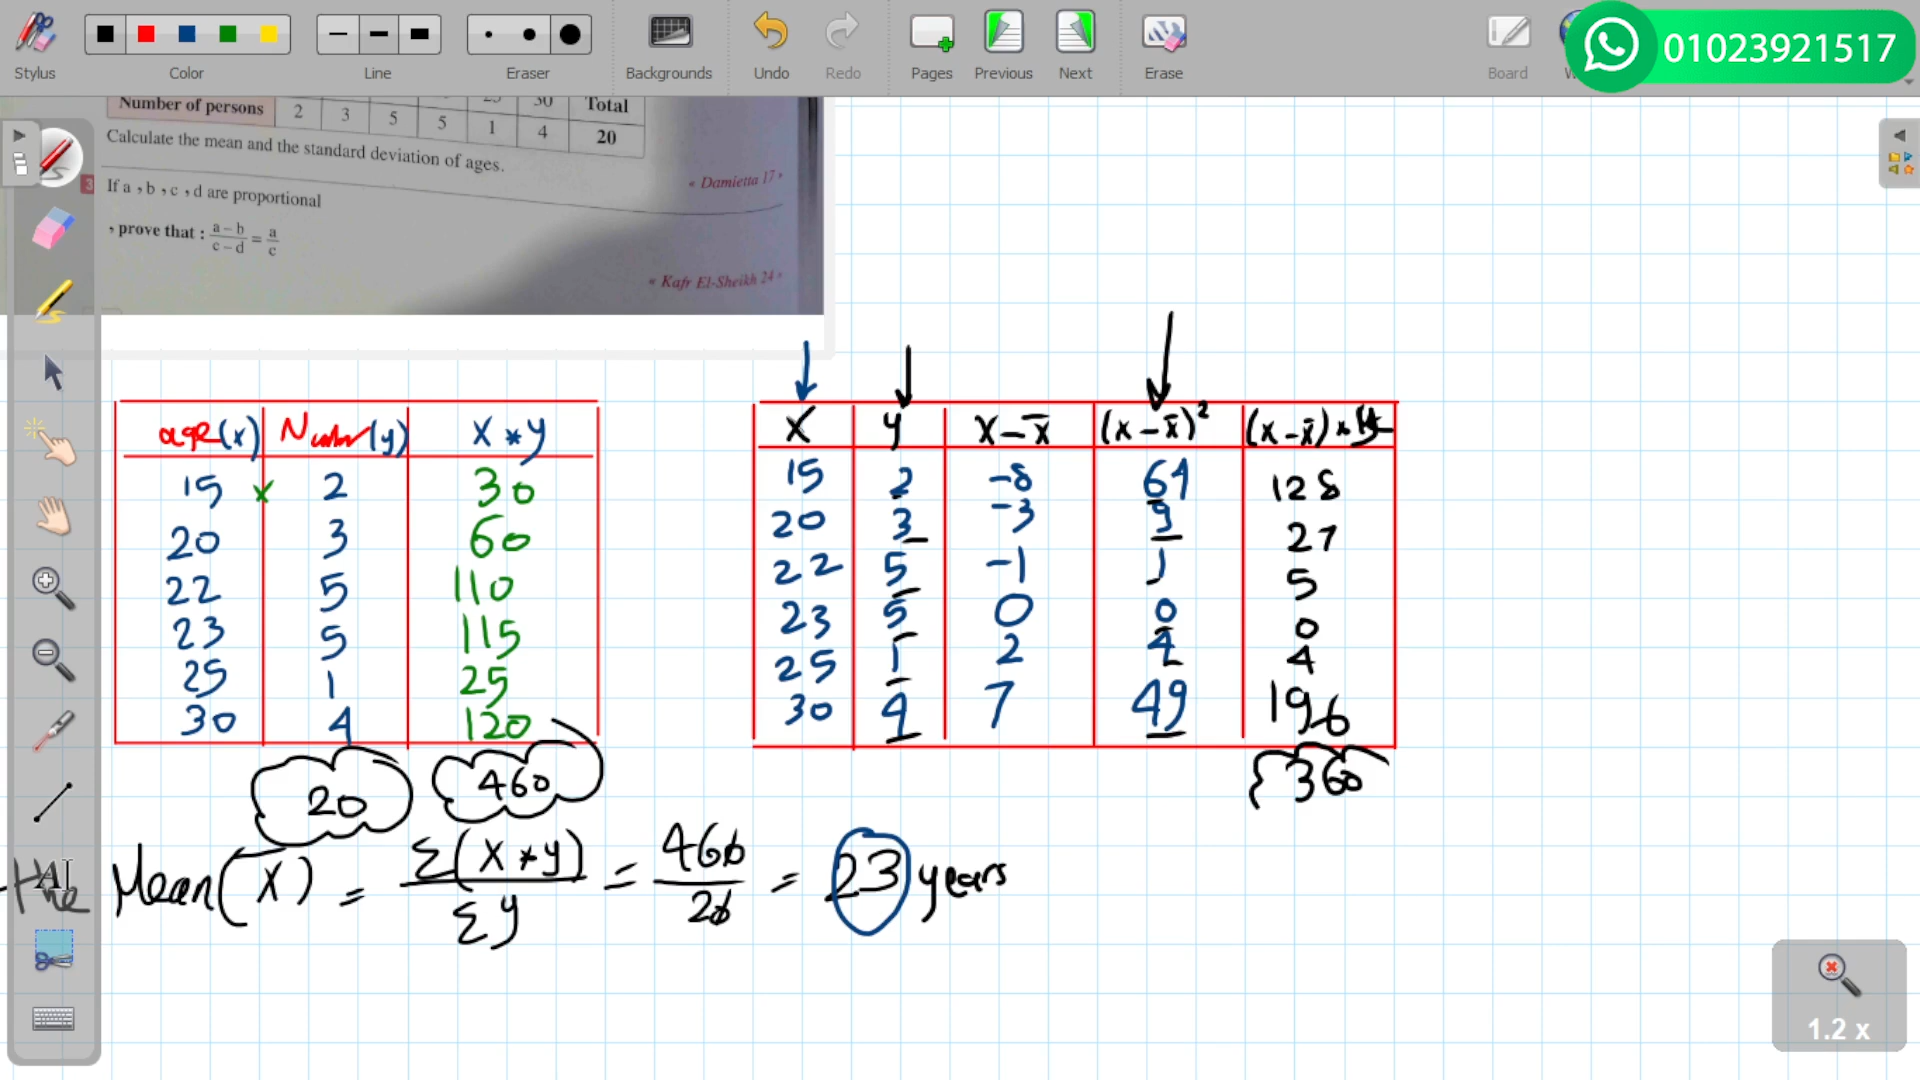 Stylus Color Line Eraser Backgrounds Undo Redo Pages Previous Next Erase Board
01023921517
30 Total
Number of persons 2 3 5 5 1 4 20
Calculate the mean and the standard deviation of ages.
« Damietta 17 »
3 If a , b , c , d are proportional
, prove that : a – b / c – d = a / c
« Kafr El-Sheikh 24 »
age(x) Number(y) X * y
15 x 2 30
20 3 60
22 5 110
23 5 115
25 1 25
30 4 120
20 460
X y X – x̄ (x – x̄)² (x – x̄) *
15 2 -8 64 128
20 3 -3 9 27
22 5 -1 1 5
23 5 0 0 0
25 1 2 4 4
30 4 7 49 196
360
the Mean(X̄) = Σ(X * y) / Σy = 460 / 20 = 23 years
1.2 x